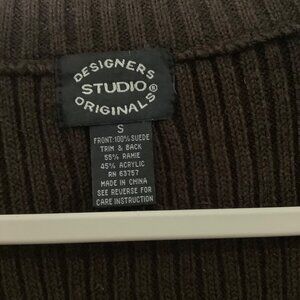 DESIGNERS
STUDIO®
ORIGINALS
S
FRONT:100% SUEDE
TRIM & BACK
55% RAMIE
45% ACRYLIC
RN 63757
MADE IN CHINA
SEE REVERSE FOR
CARE INSTRUCTION